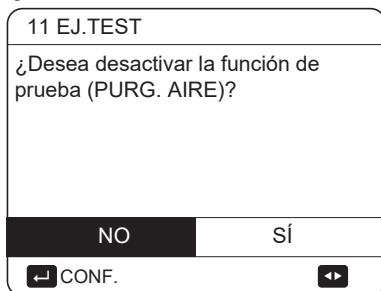 11 EJ.TEST
¿Desea desactivar la función de
prueba (PURG. AIRE)?
NO SÍ
CONF.